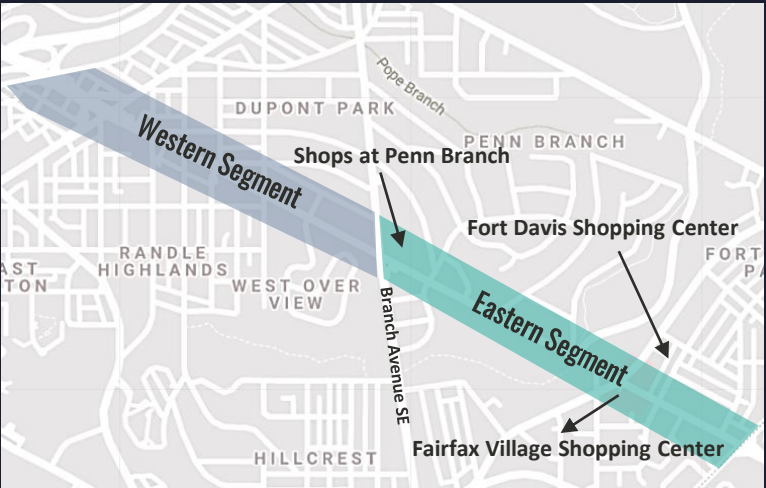 Pope Branch
DUPONT PARK
Western Segment
PENN BRANCH
Shops at Penn Branch
Fort Davis Shopping Center
RANDLE
HIGHLANDS
FORT
PA
AST
TON
WEST OVER
VIEW
Branch Avenue SE
Eastern Segment
Fairfax Village Shopping Center
HILLCREST